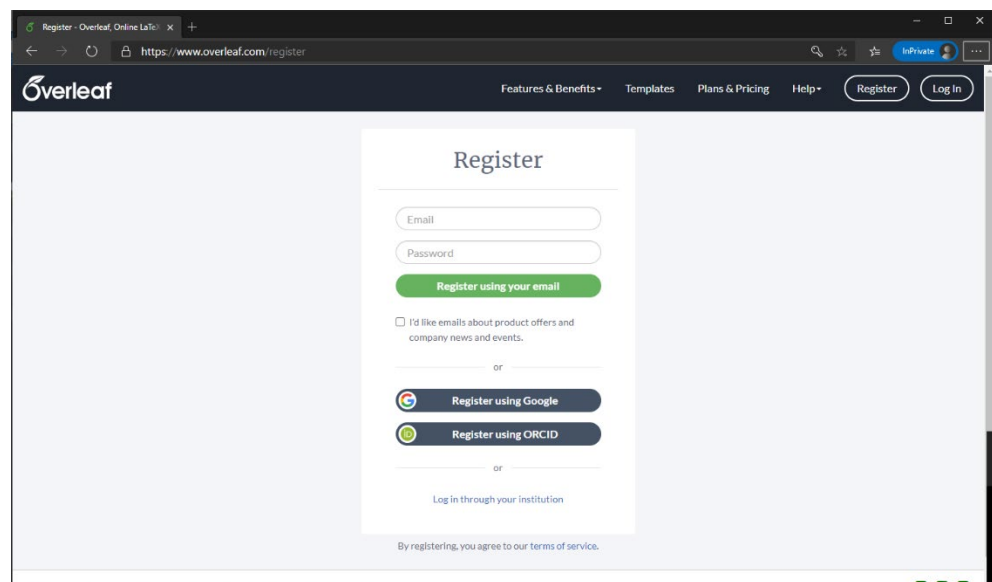 Register - Overleaf, Online LaTeX
https://www.overleaf.com/register
InPrivate
Overleaf
Features & Benefits
Templates
Plans & Pricing
Help
Register
Log In
Register
Email
Password
Register using your email
I'd like emails about product offers and
company news and events.
or
Register using Google
iD
Register using ORCID
or
Log in through your institution
By registering, you agree to our terms of service.